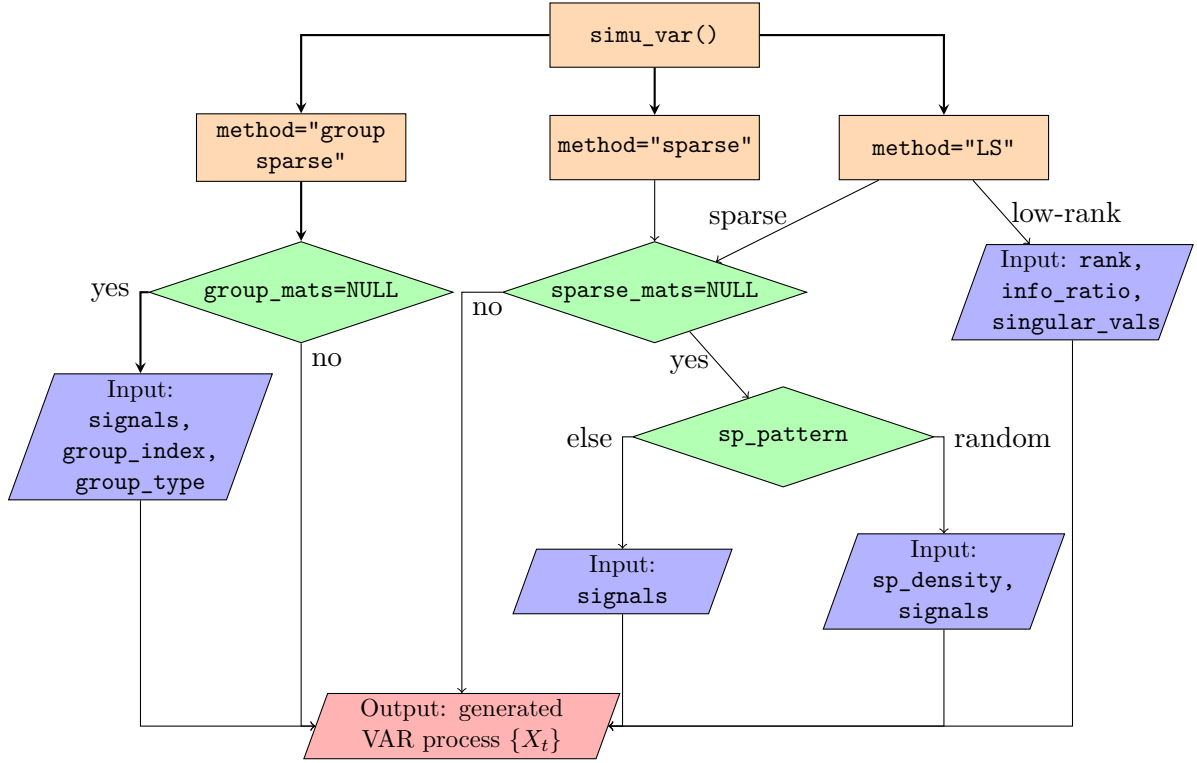 simu_var()
method="group
sparse"
method="sparse"
method="LS"
sparse
low-rank
yes
group_mats=NULL
no
sparse_mats=NULL
Input: rank,
info_ratio,
singular_vals
no
yes
Input:
signals,
group_index,
group_type
else
sp_pattern
random
Input:
signals
Input:
sp_density,
signals
Output: generated
VAR process {X_t}